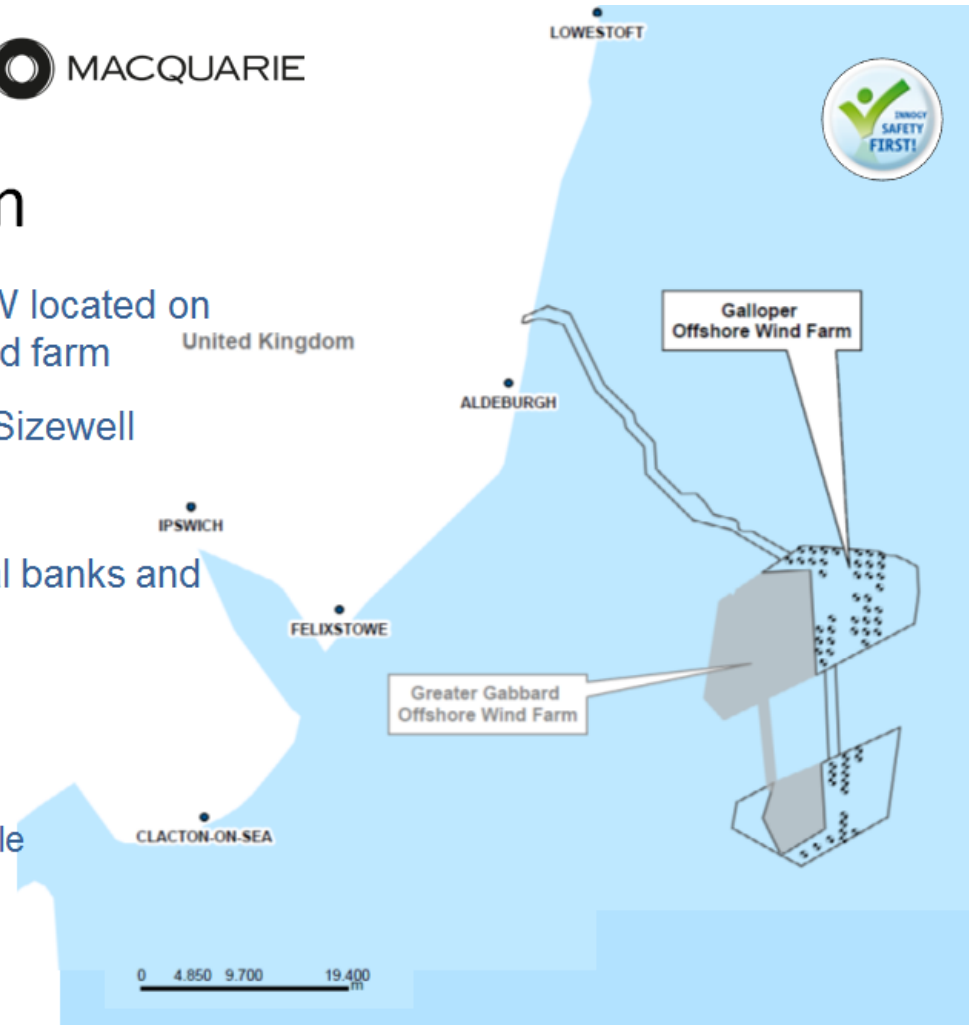 LOWESTOFT
MACQUARIE
INNOGY
SAFETY
FIRST!
n
W located on
d farm
Sizewell
l banks and
le
United Kingdom
Galloper
Offshore Wind Farm
ALDEBURGH
IPSWICH
FELIXSTOWE
Greater Gabbard
Offshore Wind Farm
CLACTON-ON-SEA
0 4.850 9.700 19.400
m